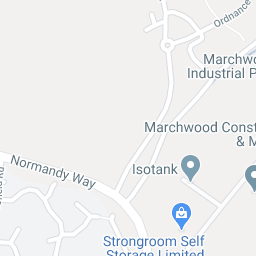 Ordnance
Marchwo
Industrial P
Marchwood Const
& M
Isotank
Normandy Way
Strongroom Self
Storage Limited